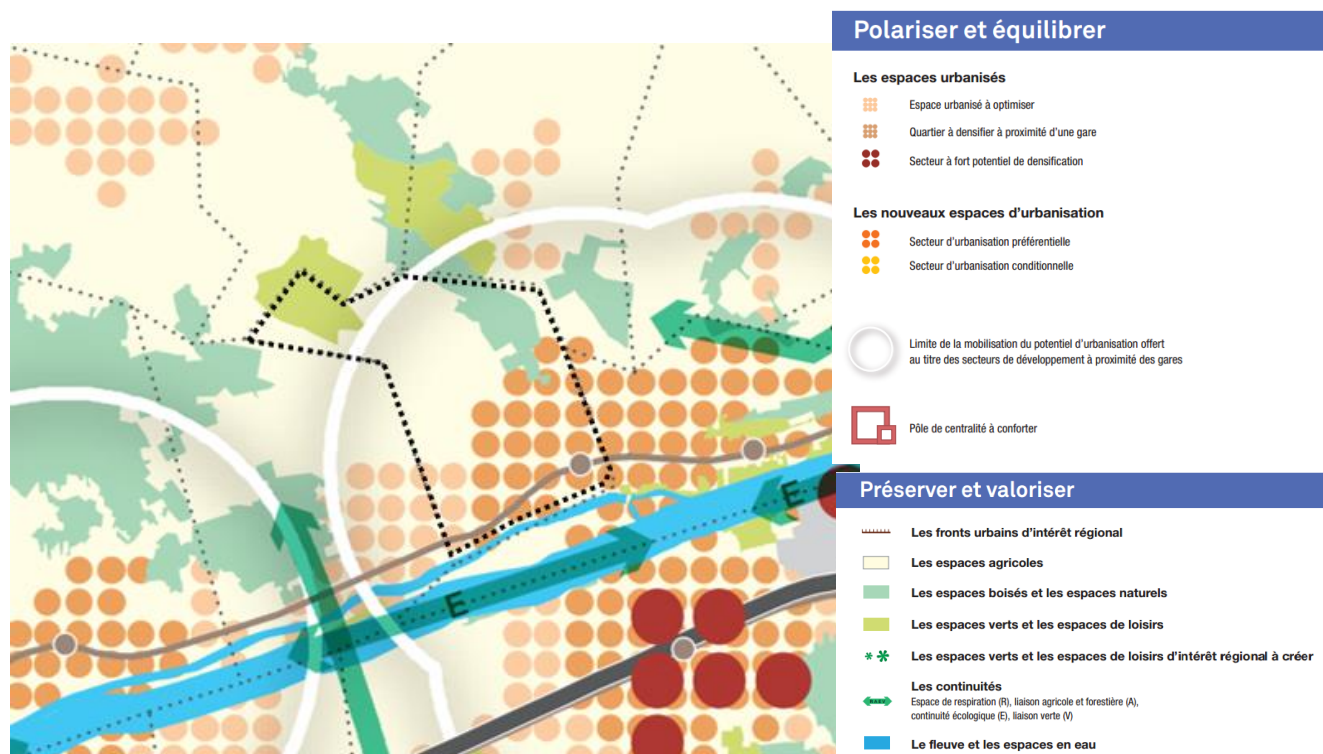 Polariser et équilibrer
Les espaces urbanisés
Espace urbanisé à optimiser
Quartier à densifier à proximité d'une gare
Secteur à fort potentiel de densification
Les nouveaux espaces d'urbanisation
Secteur d'urbanisation préférentielle
Secteur d'urbanisation conditionnelle
Limite de la mobilisation du potentiel d'urbanisation offert
au titre des secteurs de développement à proximité des gares
Pôle de centralité à conforter
Préserver et valoriser
Les fronts urbains d'intérêt régional
Les espaces agricoles
Les espaces boisés et les espaces naturels
Les espaces verts et les espaces de loisirs
Les espaces verts et les espaces de loisirs d'intérêt régional à créer
Les continuités
Espace de respiration (R), liaison agricole et forestière (A),
continuité écologique (E), liaison verte (V)
Le fleuve et les espaces en eau
E
E